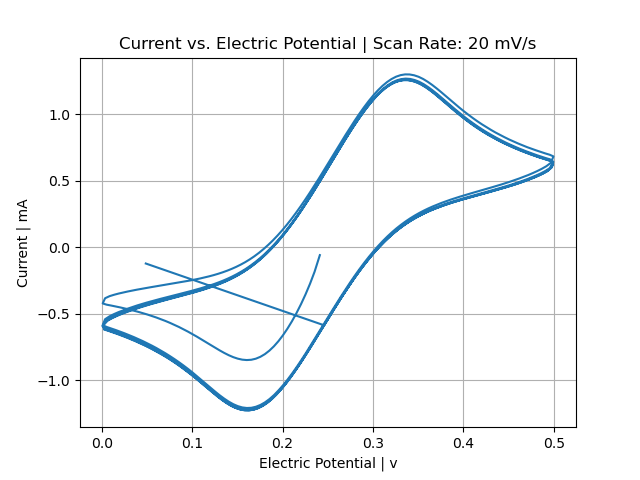 Current vs. Electric Potential | Scan Rate: 20 mV/s
Current | mA
1.0
0.5
0.0
−0.5
−1.0
0.0 0.1 0.2 0.3 0.4 0.5
Electric Potential | v